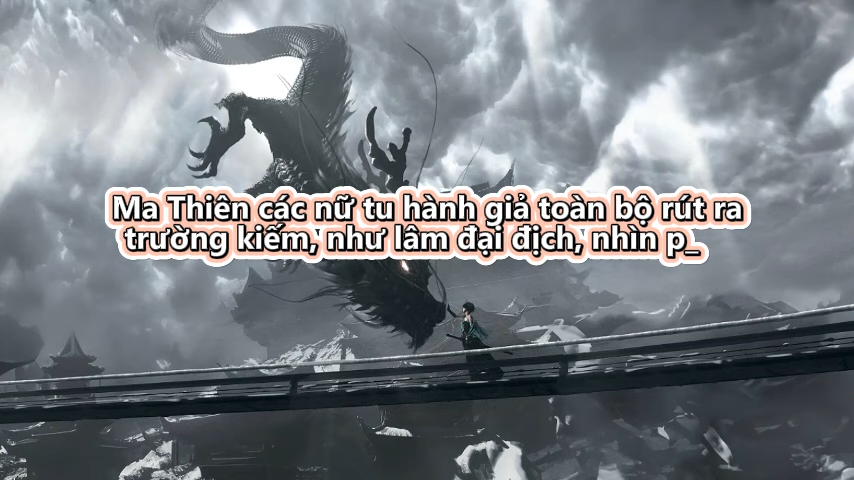 Ma Thiên các nữ tu hành giả toàn bộ rút ra
trường kiếm, như lâm đại địch, nhìn p_